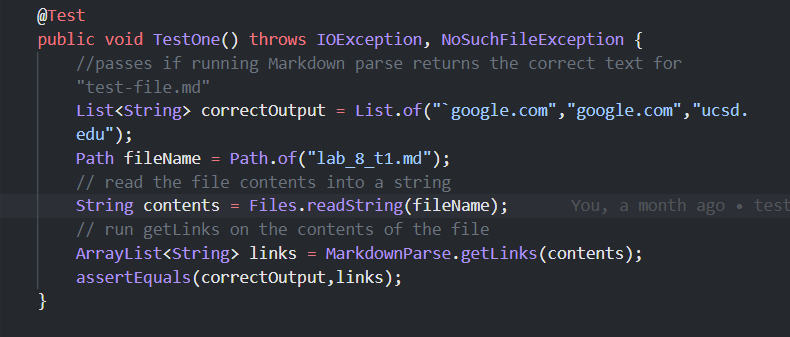 @Test
public void TestOne() throws IOException, NoSuchFileException {
//passes if running Markdown parse returns the correct text for
"test-file.md"
List<String> correctOutput = List.of("`google.com","google.com","ucsd.
edu");
Path fileName = Path.of("lab_8_t1.md");
// read the file contents into a string
String contents = Files.readString(fileName);	You, a month ago • test
// run getLinks on the contents of the file
ArrayList<String> links = MarkdownParse.getLinks(contents);
assertEquals(correctOutput,links);
}